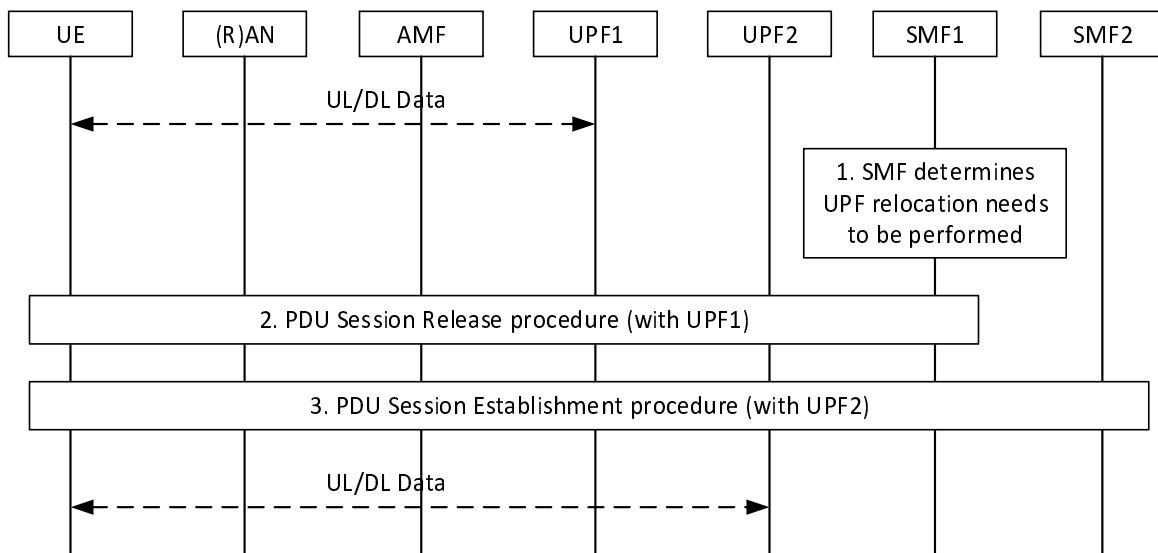 UE
(R)AN
AMF
UPF1
UPF2
SMF1
SMF2
UL/DL Data
1. SMF determines
UPF relocation needs
to be performed
2. PDU Session Release procedure (with UPF1)
3. PDU Session Establishment procedure (with UPF2)
UL/DL Data